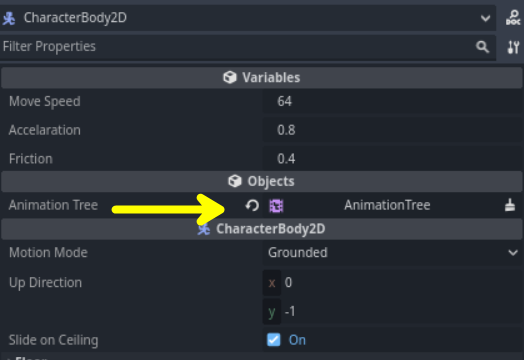 CharacterBody2D
DOC
Filter Properties
Variables
Move Speed 64
Accelaration 0.8
Friction 0.4
Objects
Animation Tree AnimationTree
CharacterBody2D
Motion Mode Grounded
Up Direction x 0
y -1
Slide on Ceiling On